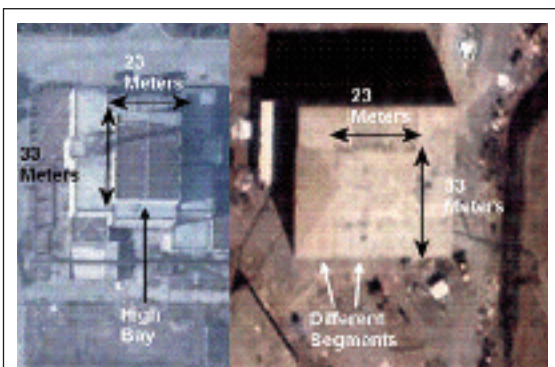 23
Meters
33
Meters
High
Bay
23
Meters
33
Meters
Different
Segments